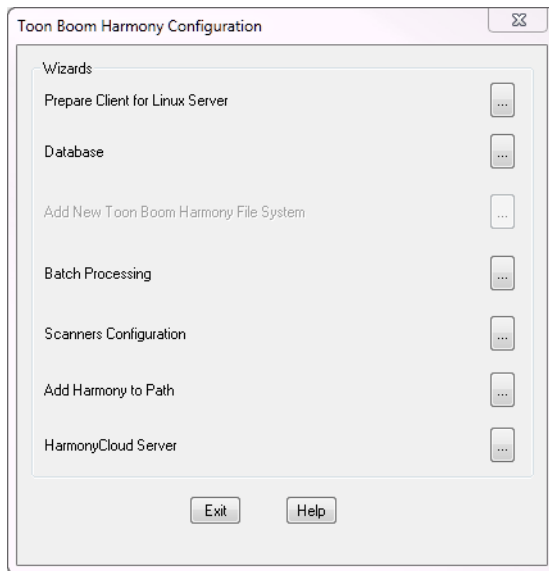 Toon Boom Harmony Configuration
Wizards
Prepare Client for Linux Server ...
Database ...
Add New Toon Boom Harmony File System ...
Batch Processing ...
Scanners Configuration ...
Add Harmony to Path ...
HarmonyCloud Server ...
Exit Help